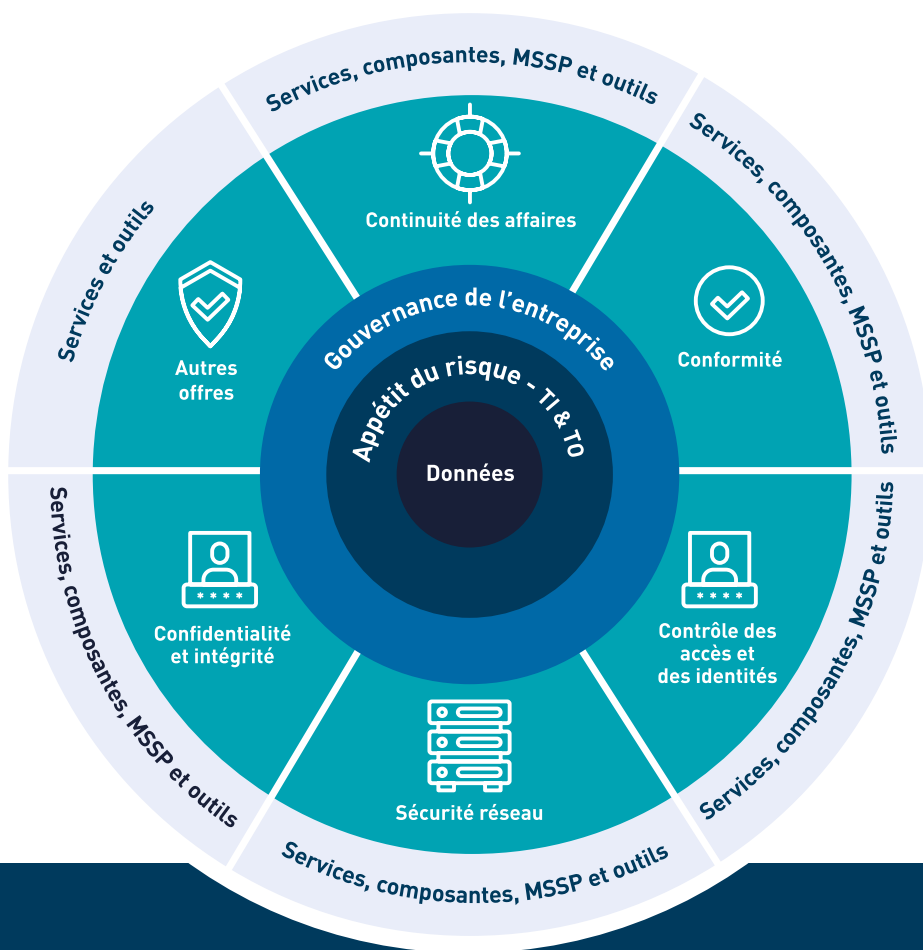 Services, composantes, MSSP et outils
Continuité des affaires
Services, composantes, MSSP et outils
Conformité
Services, composantes, MSSP et outils
Contrôle des
accès et
des identités
Services, composantes, MSSP et outils
Sécurité réseau
Services, composantes, MSSP et outils
Confidentialité
et intégrité
Services et outils
Autres
offres
Gouvernance de l'entreprise
Appétit du risque - TI & TO
Données